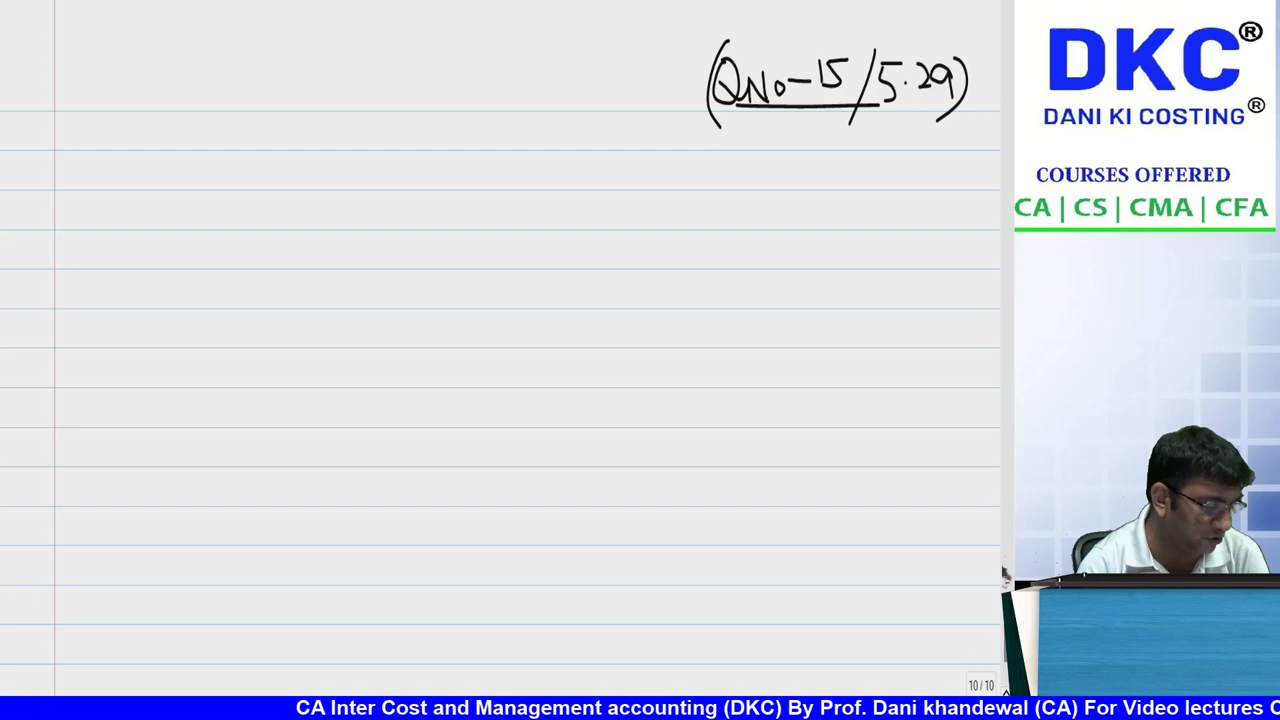 (QNo-15/5.29)
DKC®
DANI KI COSTING®
COURSES OFFERED
CA | CS | CMA | CFA
10/10
CA Inter Cost and Management accounting (DKC) By Prof. Dani khandewal (CA) For Video lectures C